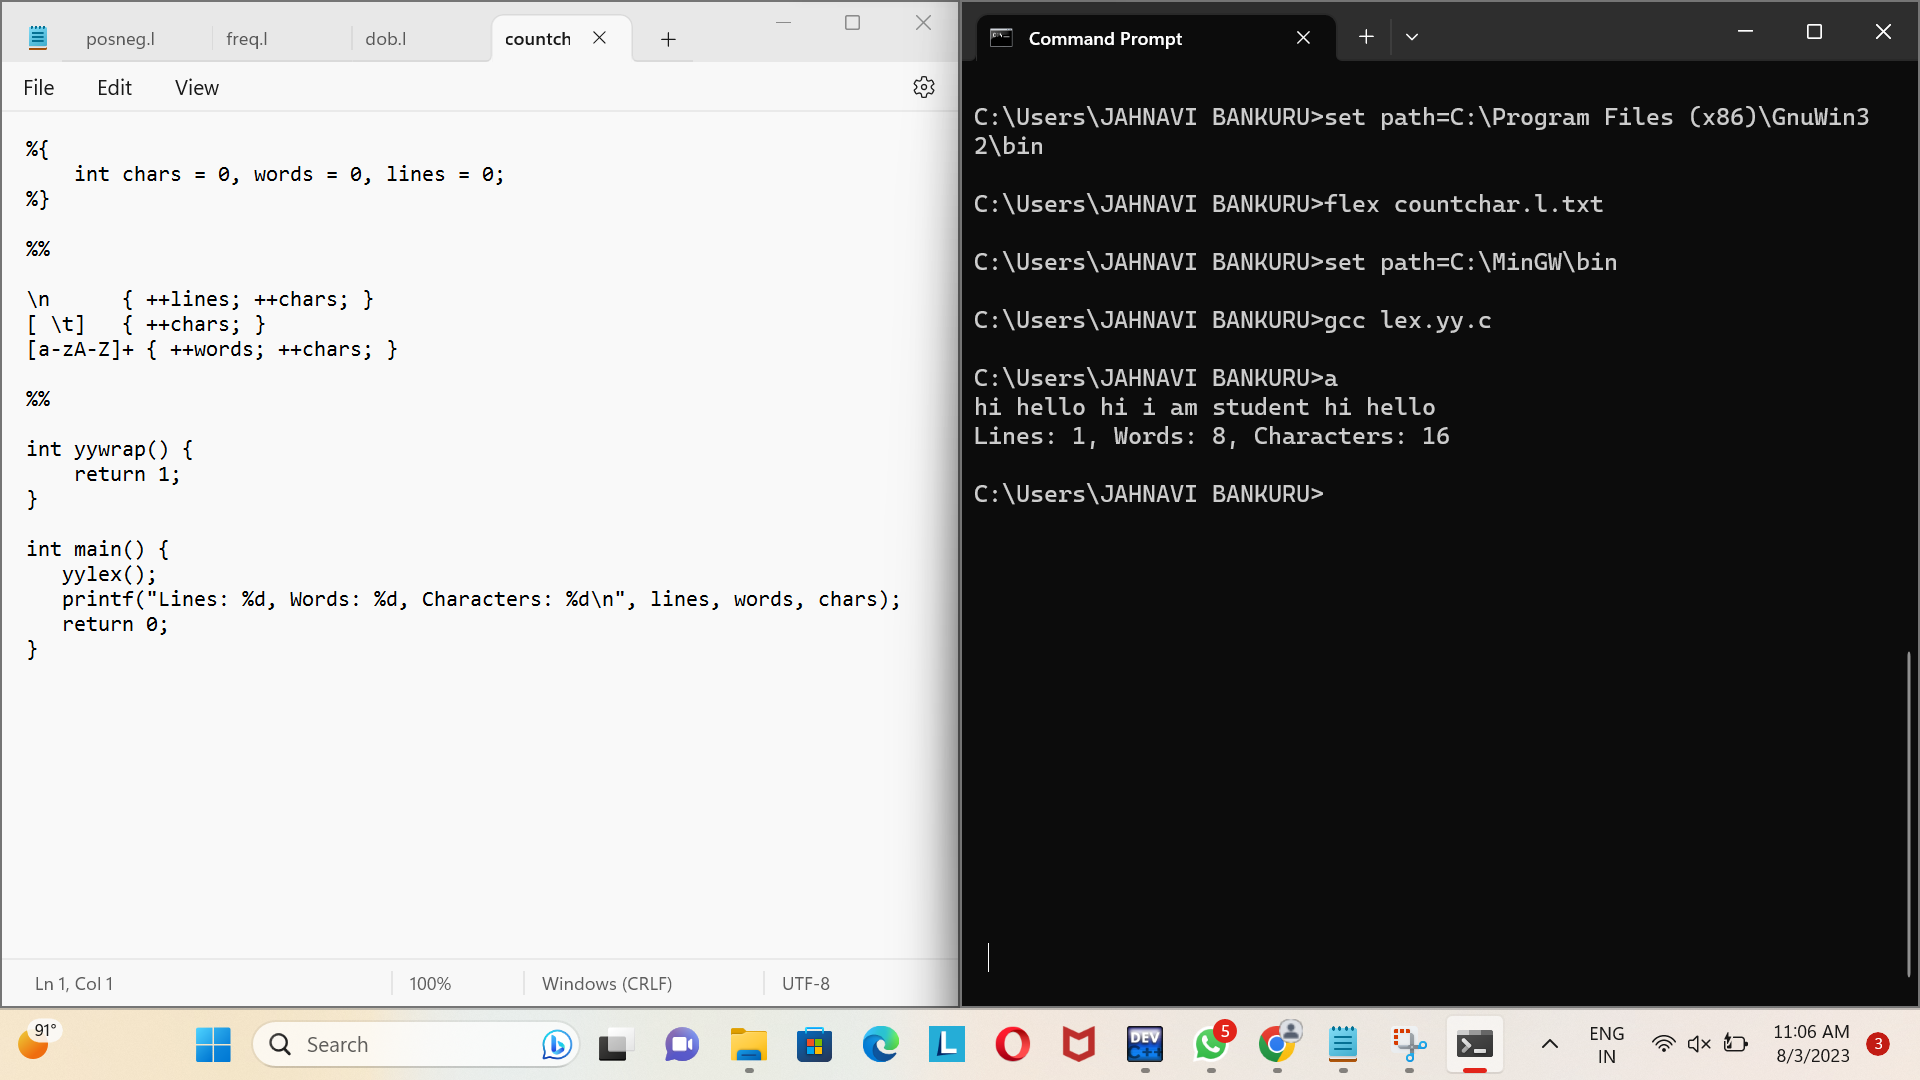 posneg.l freq.l dob.l countch
File Edit View
%{
    int chars = 0, words = 0, lines = 0;
%}
%%
\n      { ++lines; ++chars; }
[ \t]   { ++chars; }
[a-zA-Z]+ { ++words; ++chars; }
%%
int yywrap() {
    return 1;
}
int main() {
   yylex();
   printf("Lines: %d, Words: %d, Characters: %d\n", lines, words, chars);
   return 0;
}
Ln 1, Col 1 100% Windows (CRLF) UTF-8
Command Prompt
C:\Users\JAHNAVI BANKURU>set path=C:\Program Files (x86)\GnuWin3
2\bin
C:\Users\JAHNAVI BANKURU>flex countchar.l.txt
C:\Users\JAHNAVI BANKURU>set path=C:\MinGW\bin
C:\Users\JAHNAVI BANKURU>gcc lex.yy.c
C:\Users\JAHNAVI BANKURU>a
hi hello hi i am student hi hello
Lines: 1, Words: 8, Characters: 16
C:\Users\JAHNAVI BANKURU>
91°
Search
L
DEV
C++
5
ENG
IN
11:06 AM
8/3/2023
3